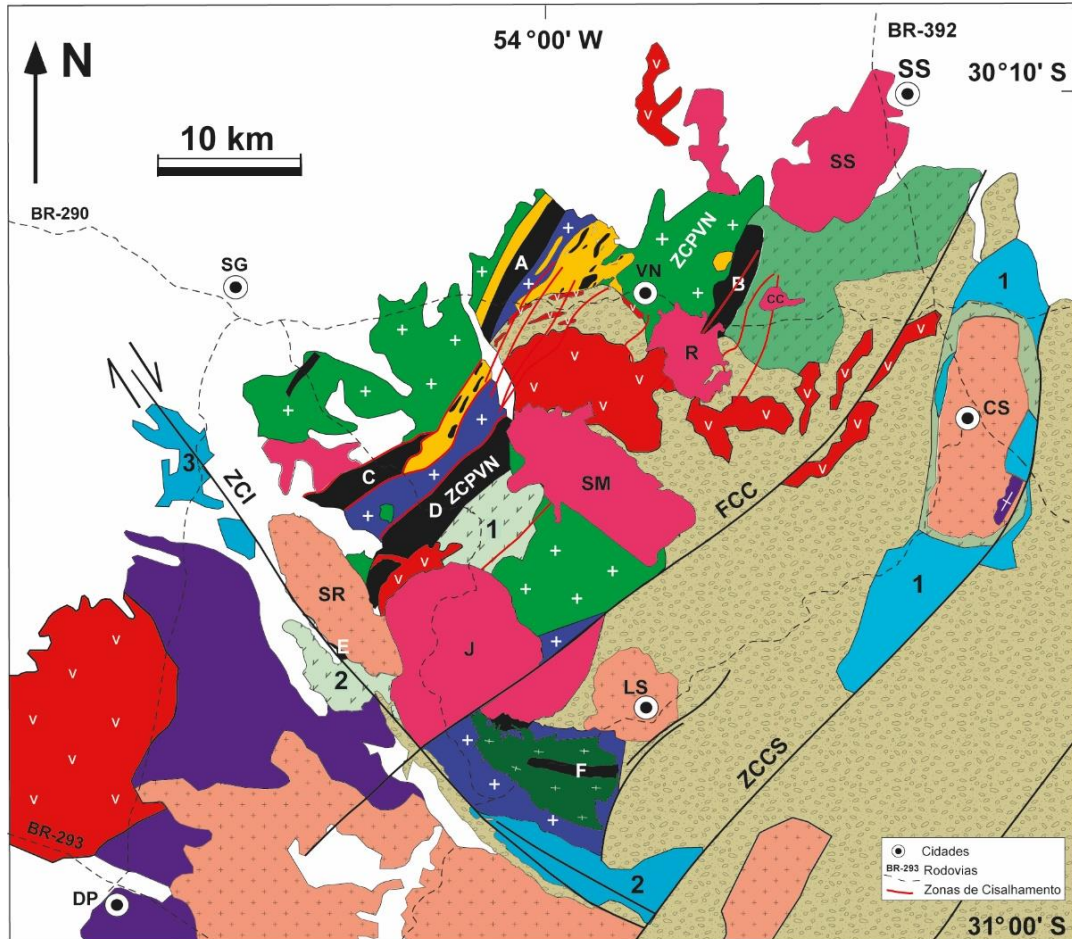 54°00' W
BR-392
N
SS
30°10' S
10 km
SS
BR-290
A
ZCPVN
SG
VN
B
1
CC
R
CS
3
C
ZCI
ZCPVN
D
SM
FCC
1
SR
1
E
J
2
LS
F
ZCCS
BR-293
2
DP
Cidades
BR-293 Rodovias
Zonas de Cisalhamento
31°00' S